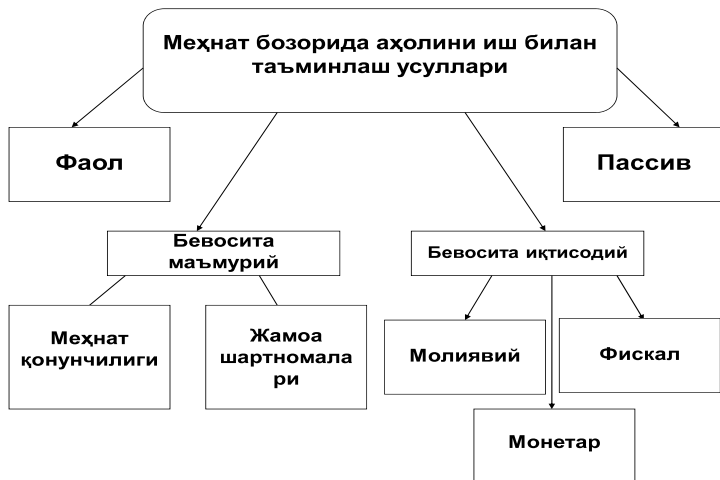 Меҳнат бозорида аҳолини иш билан
таъминлаш усуллари
Фаол
Пассив
Бевосита
маъмурий
Бевосита иқтисодий
Меҳнат
қонунчилиги
Жамоа
шартномала
ри
Молиявий
Фискал
Монетар